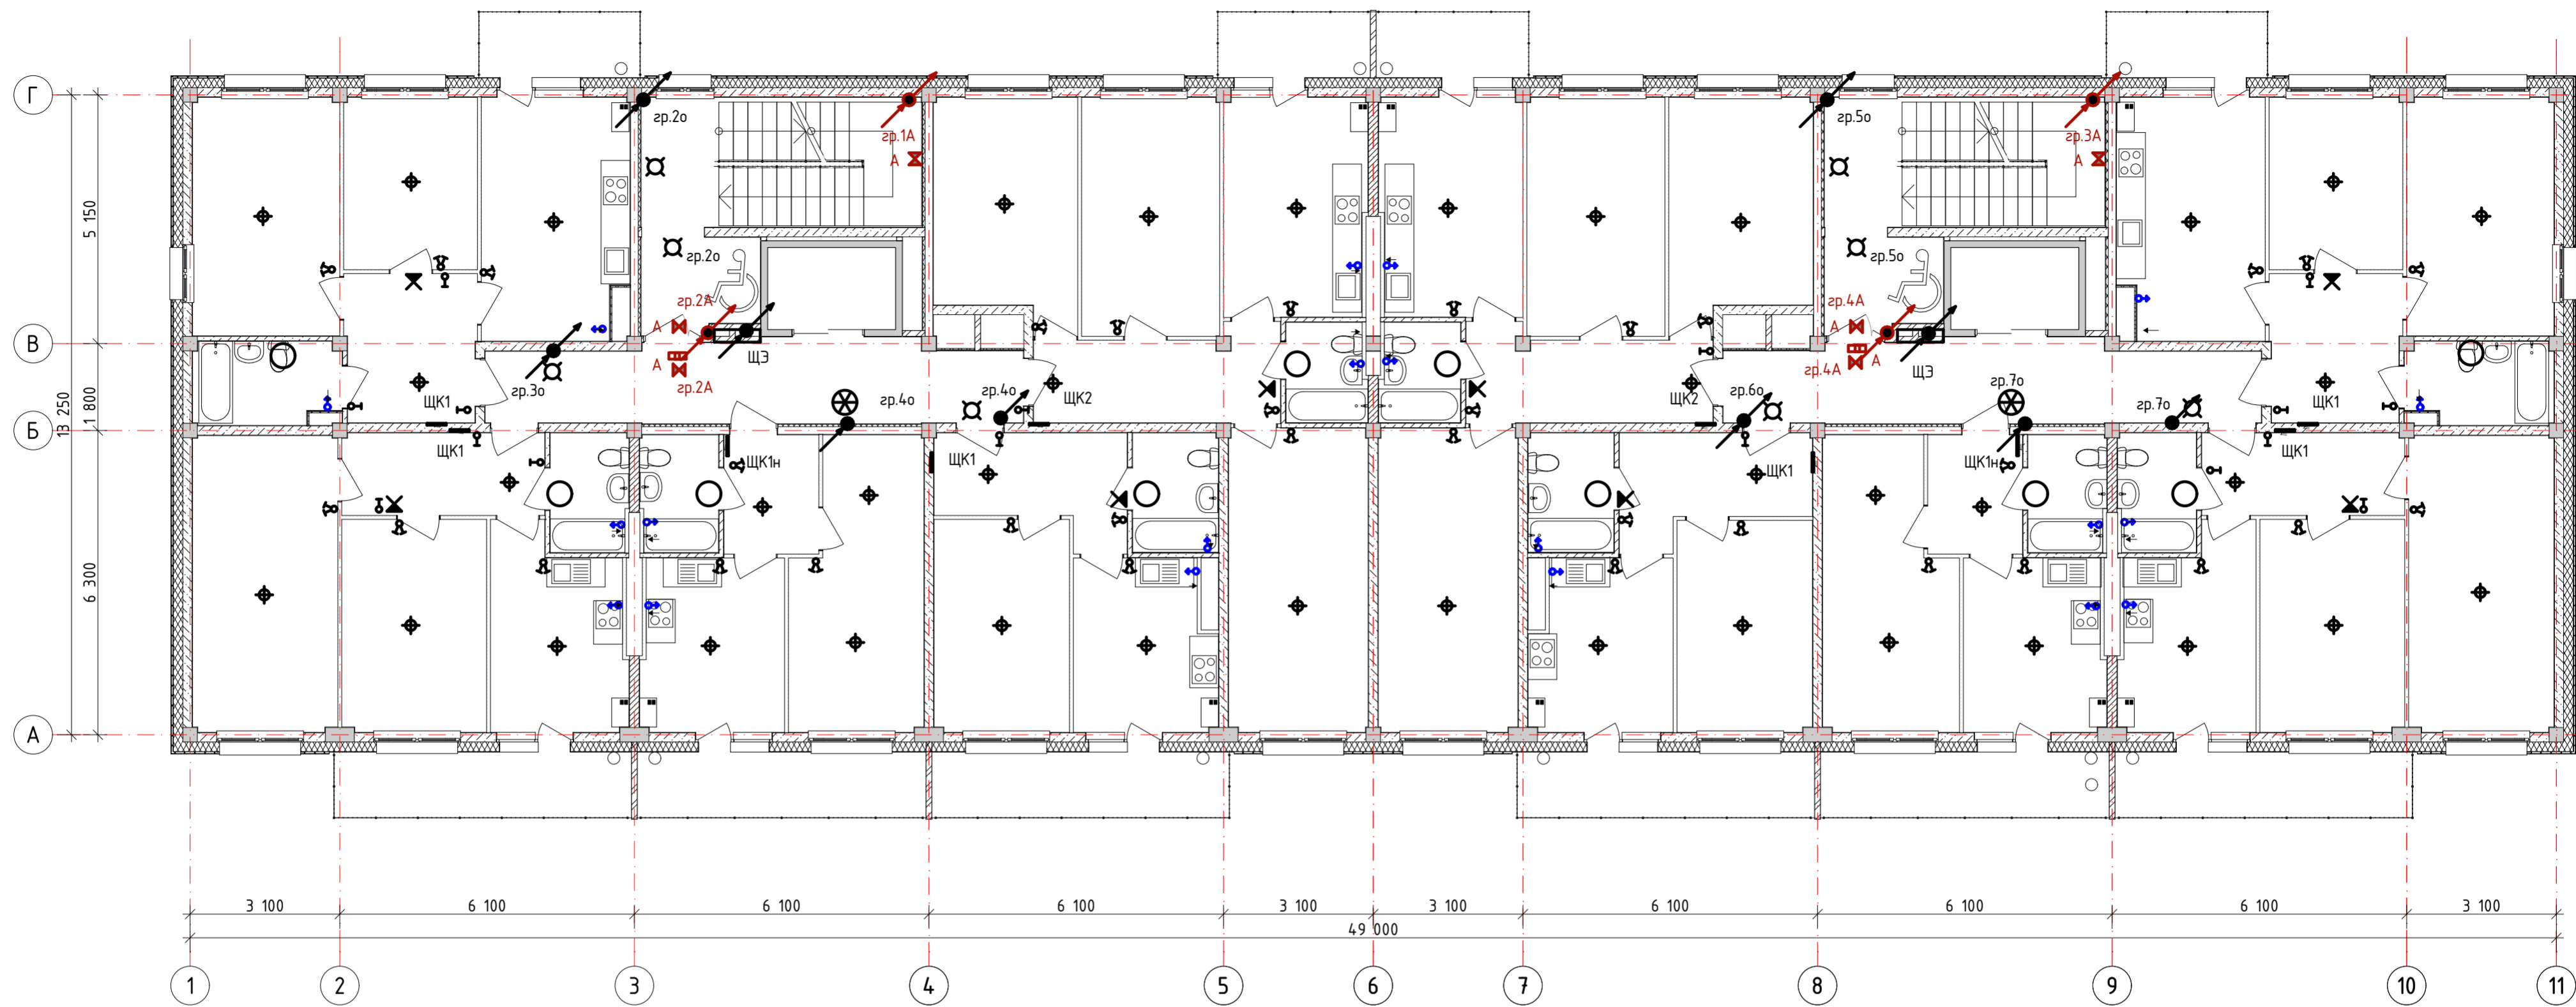 Г
гр.2о
гр.1А
А
гр.5о
гр.3А
А
5 150
гр.2о
гр.5о
гр.2А
А
гр.4А
А
В
ЩЭ
А
гр.2А
А
гр.4А
ЩЭ
гр.3о
13 250
1 800
ЩК1
гр.4о
гр.4о
ЩК2
ЩК2
гр.6о
гр.7о
гр.7о
ЩК1
Б
ЩК1
ЩК1н
ЩК1
ЩК1
ЩК1н
ЩК1
6 300
А
3 100
6 100
6 100
6 100
3 100
3 100
6 100
6 100
6 100
3 100
49 000
1
2
3
4
5
6
7
8
9
10
11